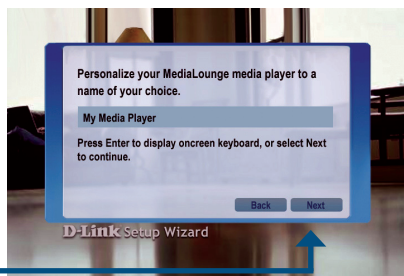 Personalize your MediaLounge media player to a
name of your choice.
My Media Player
Press Enter to display onscreen keyboard, or select Next
to continue.
Back Next
D-Link Setup Wizard